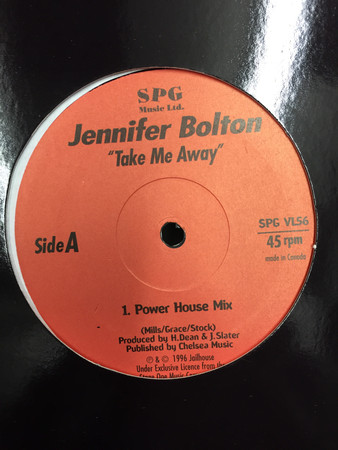 SPG
Music Ltd.
Jennifer Bolton
"Take Me Away"
SPG VL56
Side A
45 rpm
made in Canada
1. Power House Mix
(Mills/Grace/Stock)
Produced by H.Dean & J.Slater
Published by Chelsea Music
℗ & © 1996 Jailhouse
Under Exclusive Licence from the